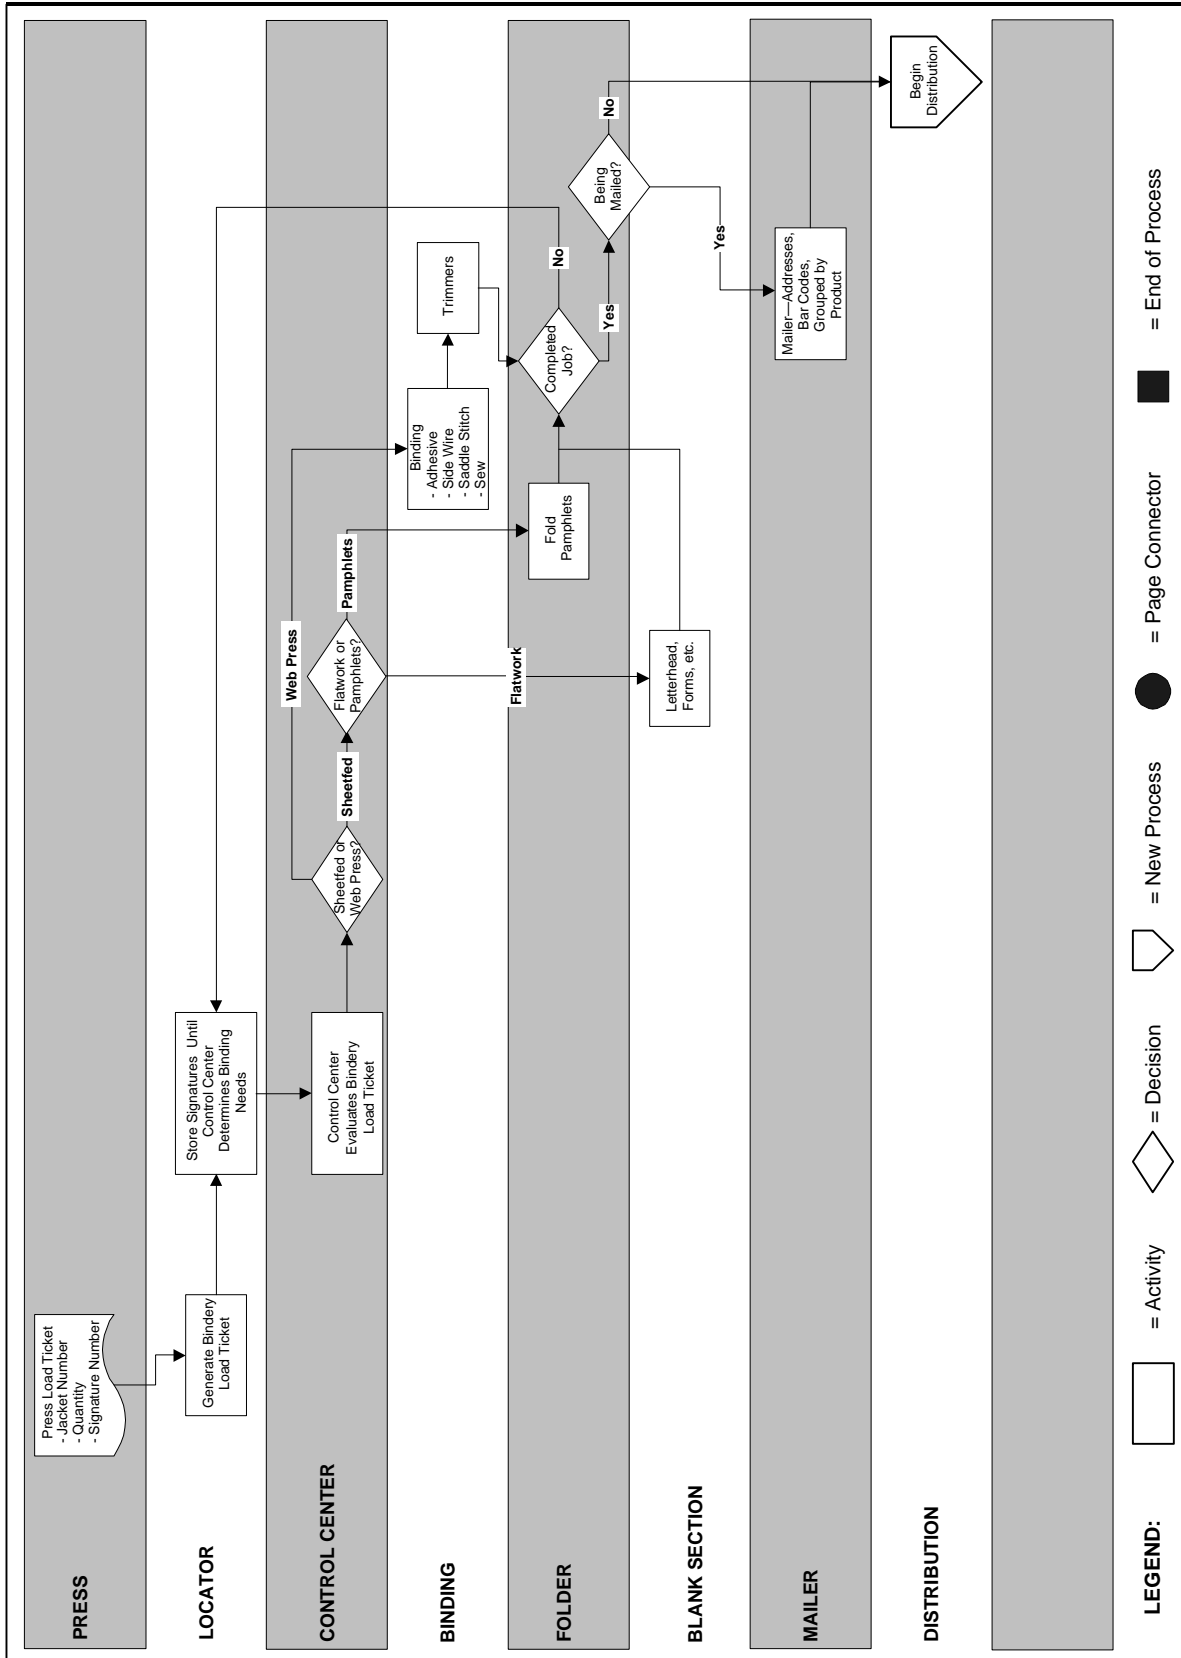 PRESS
Press Load Ticket
- Jacket Number
- Quantity
- Signature Number
LOCATOR
Generate Bindery
Load Ticket
Store Signatures Until
Control Center
Determines Binding
Needs
CONTROL CENTER
Control Center
Evaluates Bindery
Load Ticket
Sheetfed or
Web Press?
Sheetfed
Web Press
Flatwork or
Pamphlets?
Pamphlets
Flatwork
BINDING
Binding
- Adhesive
- Side Wire
- Saddle Stitch
- Sew
Trimmers
FOLDER
Fold
Pamphlets
Completed
Job?
No
Yes
Being
Mailed?
No
Yes
BLANK SECTION
Letterhead,
Forms, etc.
MAILER
Mailer—Addresses,
Bar Codes,
Grouped by
Product
DISTRIBUTION
Begin
Distribution
LEGEND:
= Activity
= Decision
= New Process
= Page Connector
= End of Process